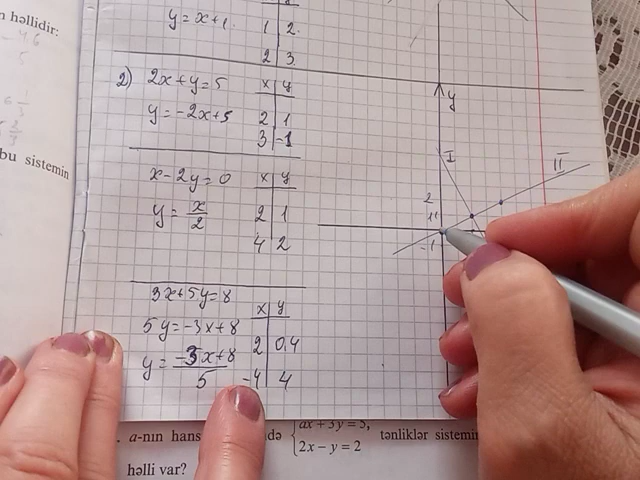 həllidir:
bu sistemin
y = x+1
1 | 2
2 | 3
2) 2x+y=5
x | y
y = -2x+5
2 | 1
3 | -1
x-2y=0
x | y
y = x/2
2 | 1
4 | 2
3x+5y=8
x | y
5y=-3x+8
2 | 0,4
y = -3x+8/5
-4 | 4
y
I
II
2
1
-1
a-nın hans
də
ax + 3y = 5,
2x - y = 2
tənliklər sistemin
həlli var?